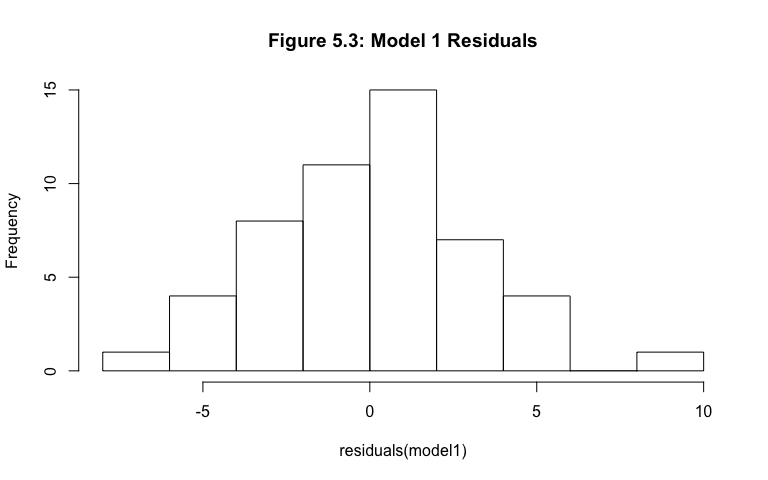 Figure 5.3: Model 1 Residuals
15
10
5
0
Frequency
-5 0 5 10
residuals(model1)